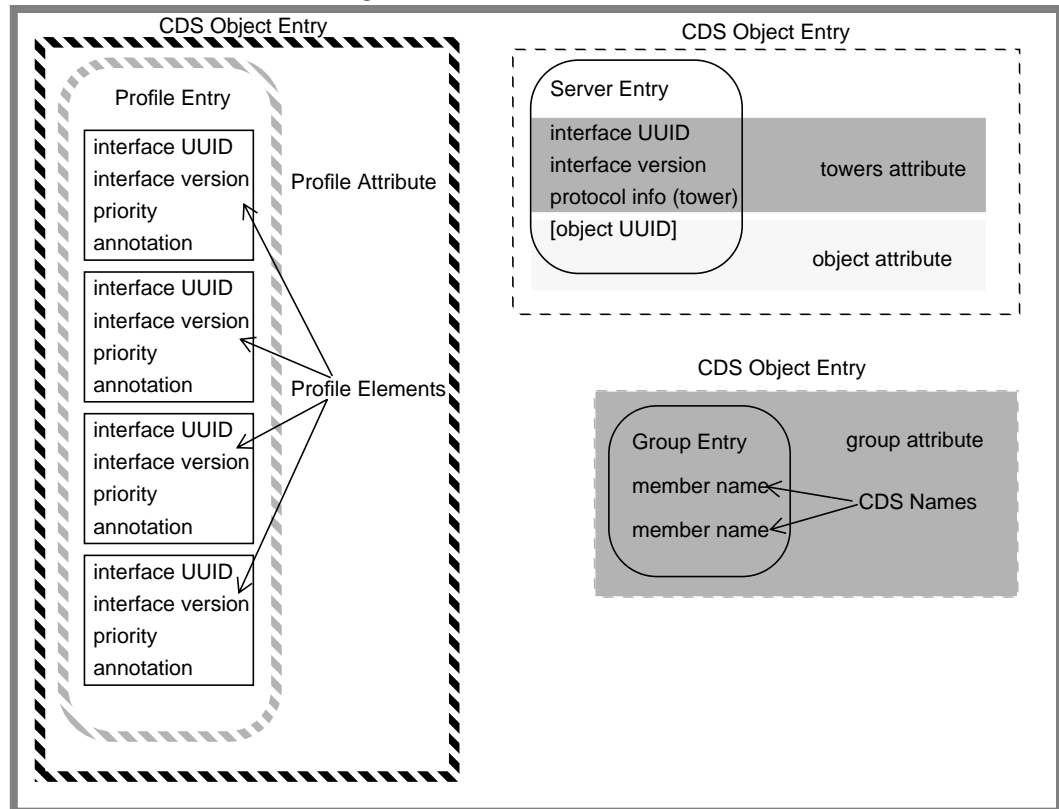 CDS Object Entry
Profile Entry
interface UUID
interface version
priority
annotation
interface UUID
interface version
priority
annotation
interface UUID
interface version
priority
annotation
interface UUID
interface version
priority
annotation
Profile Attribute
Profile Elements
CDS Object Entry
Server Entry
interface UUID
interface version
protocol info (tower)
[object UUID]
towers attribute
object attribute
CDS Object Entry
Group Entry
member name
member name
group attribute
CDS Names